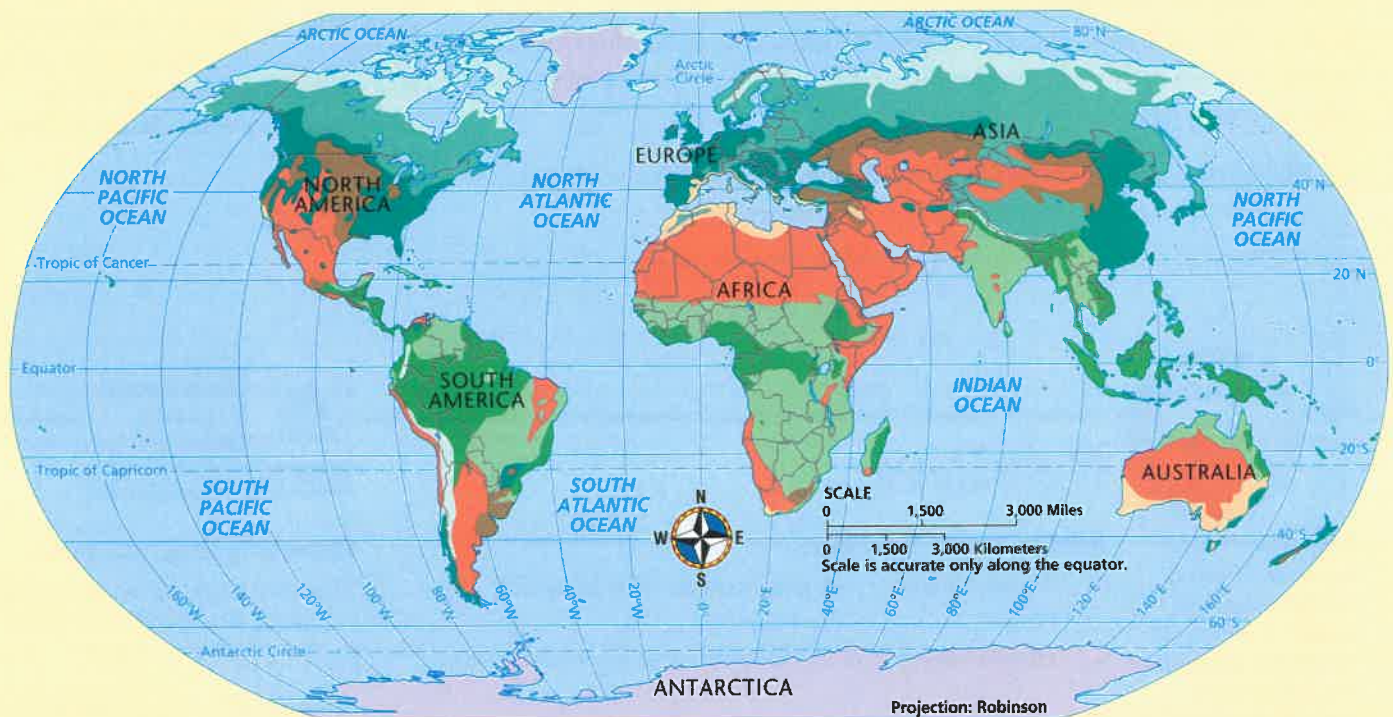 ARCTIC OCEAN
ARCTIC OCEAN
80°N
Arctic
Circle
ASIA
EUROPE
NORTH
PACIFIC
OCEAN
NORTH
AMERICA
NORTH
ATLANTIC
OCEAN
40°N
NORTH
PACIFIC
OCEAN
Tropic of Cancer
20 N
AFRICA
Equator
0°
SOUTH
AMERICA
INDIAN
OCEAN
20°S
Tropic of Capricorn
AUSTRALIA
SOUTH
PACIFIC
OCEAN
SOUTH
ATLANTIC
OCEAN
N
W E
S
SCALE
0 1,500 3,000 Miles
0 1,500 3,000 Kilometers
Scale is accurate only along the equator.
40°S
160°W 140°W 120°W 100°W 80°W 60°W 40°W 20°W 0° 20°E 40°E 60°E 80°E 100°E 120°E 140°E 160°E
60°S
Antarctic Circle
ANTARCTICA
Projection: Robinson